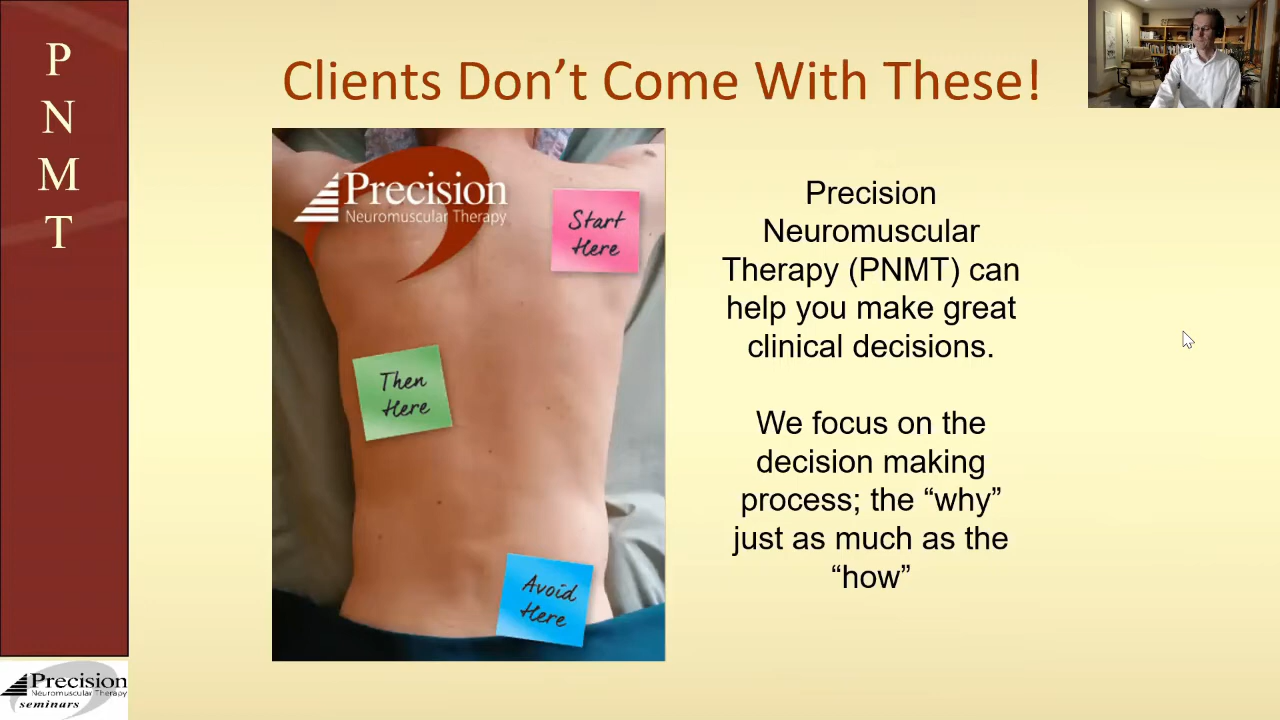 P
N
M
T
Clients Don’t Come With These!
Precision
Neuromuscular Therapy
Start
Here
Then
Here
Avoid
Here
Precision
Neuromuscular
Therapy (PNMT) can
help you make great
clinical decisions.
We focus on the
decision making
process; the “why”
just as much as the
“how”
Precision
Neuromuscular Therapy
seminars